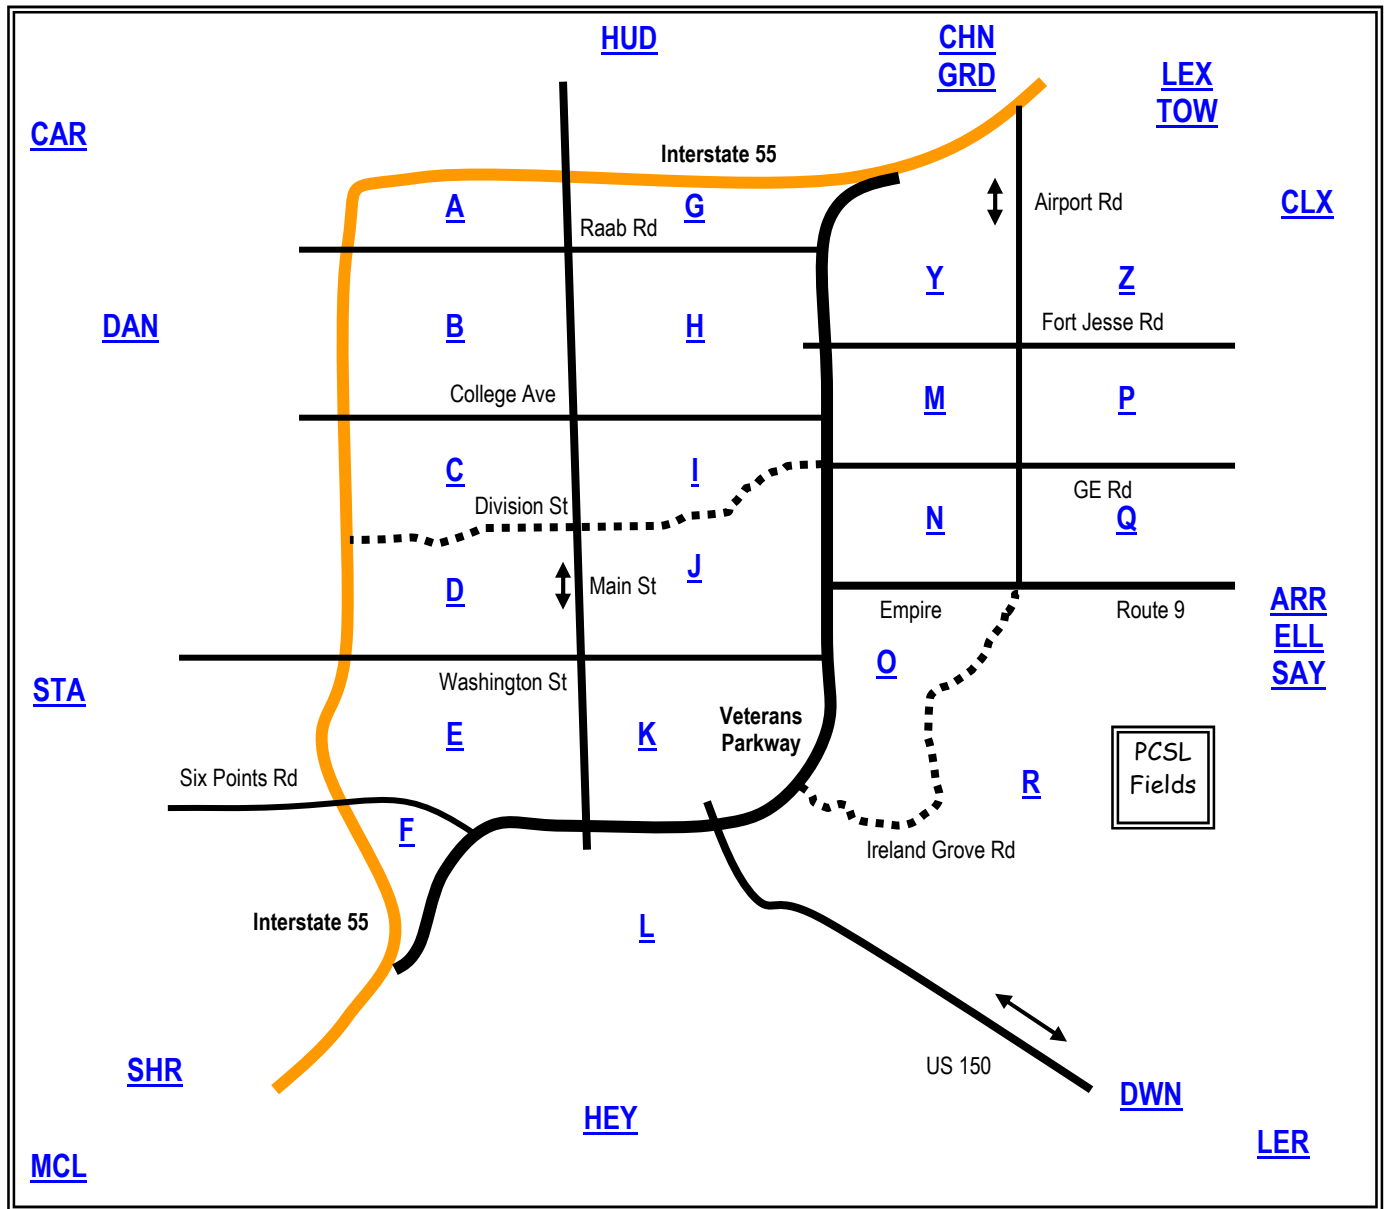 HUD
CHN
GRD
LEX
TOW
CAR
Interstate 55
A
G
Airport Rd
CLX
Raab Rd
Y
Z
DAN
B
H
Fort Jesse Rd
College Ave
M
P
C
I
GE Rd
Division St
N
Q
J
D
Main St
Empire
Route 9
ARR
ELL
SAY
O
STA
Washington St
E
K
Veterans
Parkway
PCSL
Fields
Six Points Rd
R
F
Ireland Grove Rd
Interstate 55
L
US 150
SHR
DWN
HEY
LER
MCL